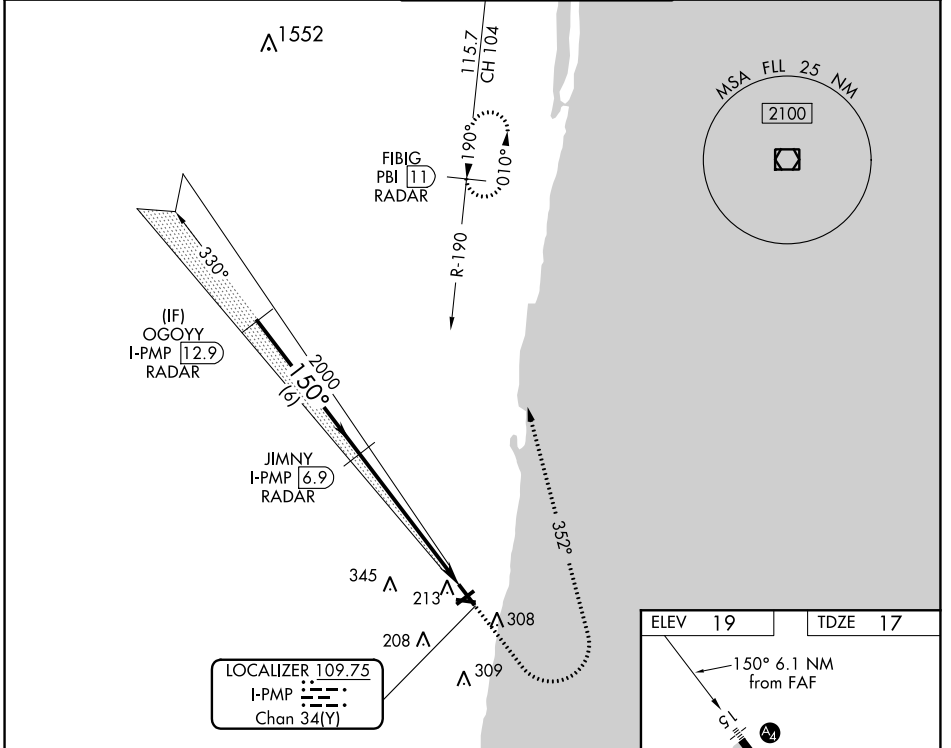 1552
115.7
CH 104
190°
010°
FIBIG
PBI 11
RADAR
R-190
MSA FLL 25 NM
2100
330°
(IF)
OGOYY
I-PMP 12.9
RADAR
2000
150°
(6)
JIMNY
I-PMP 6.9
RADAR
352°
345
213
308
208
309
LOCALIZER 109.75
I-PMP
Chan 34(Y)
ELEV 19
TDZE 17
150° 6.1 NM
from FAF
15
A4